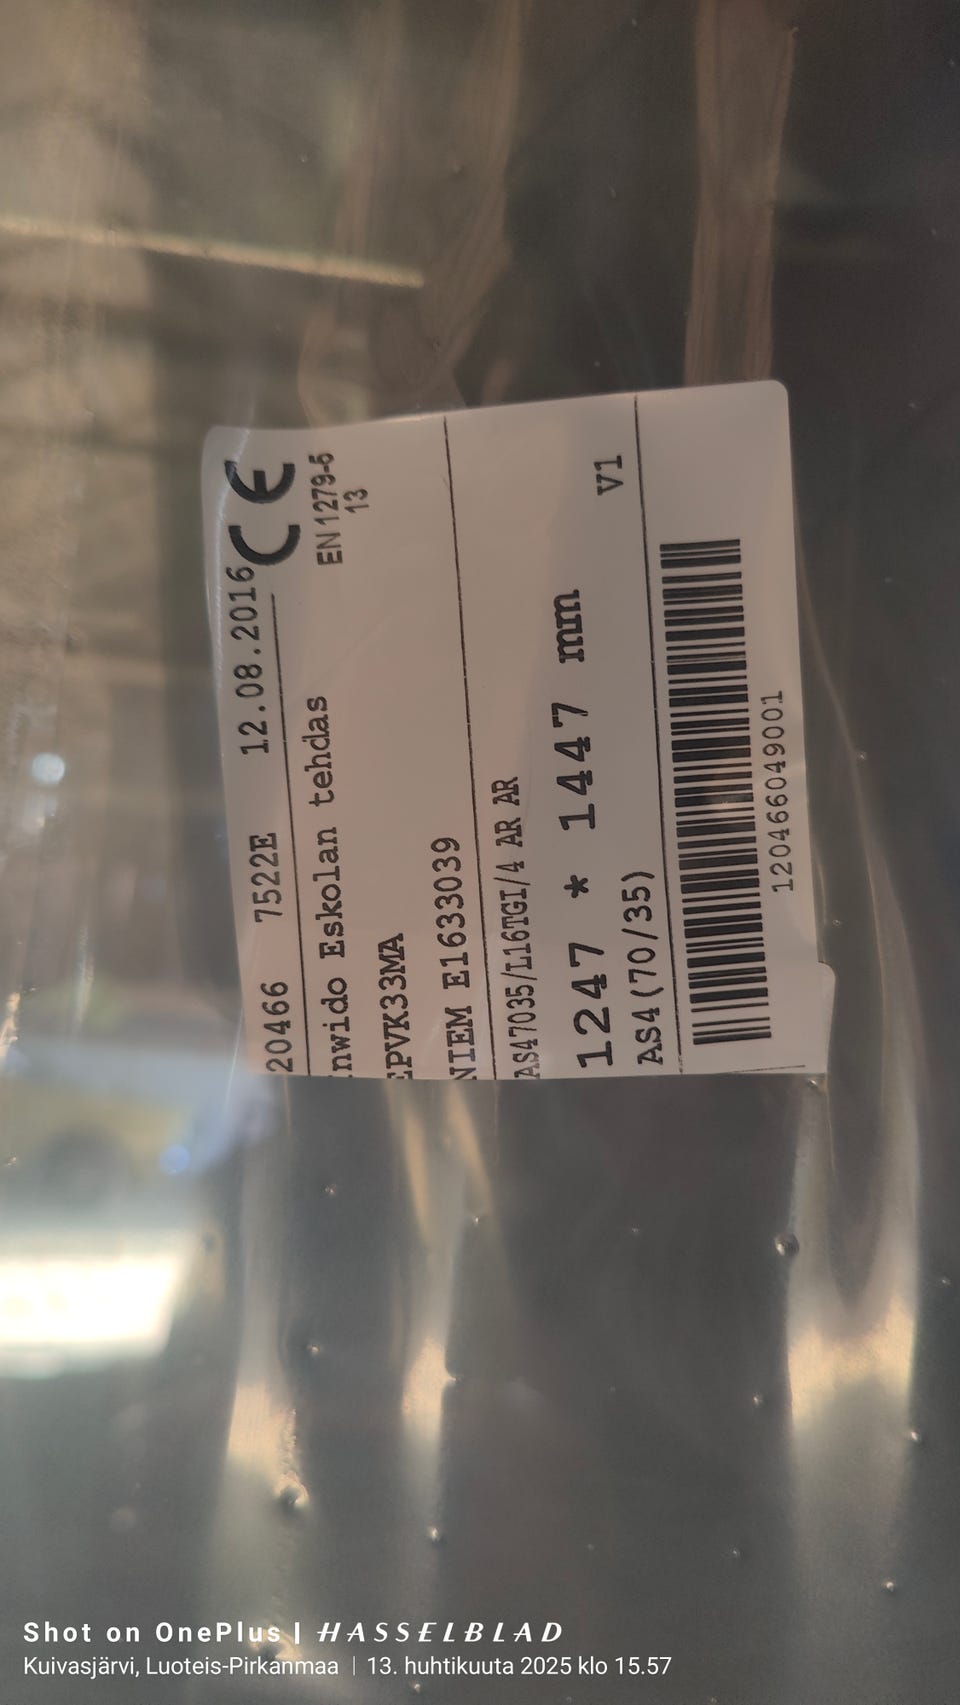 20466 7522E 12.08.2016 CE
EN 1279-5
13
nwido Eskolan tehdas
EPVK33MA
NIEM E1633039
AS47035/L16TGI/4 AR AR
1247 * 1447 mm
AS4(70/35) V1
120466049001
Shot on OnePlus | HASSELBLAD
Kuivasjärvi, Luoteis-Pirkanmaa | 13. huhtikuuta 2025 klo 15.57